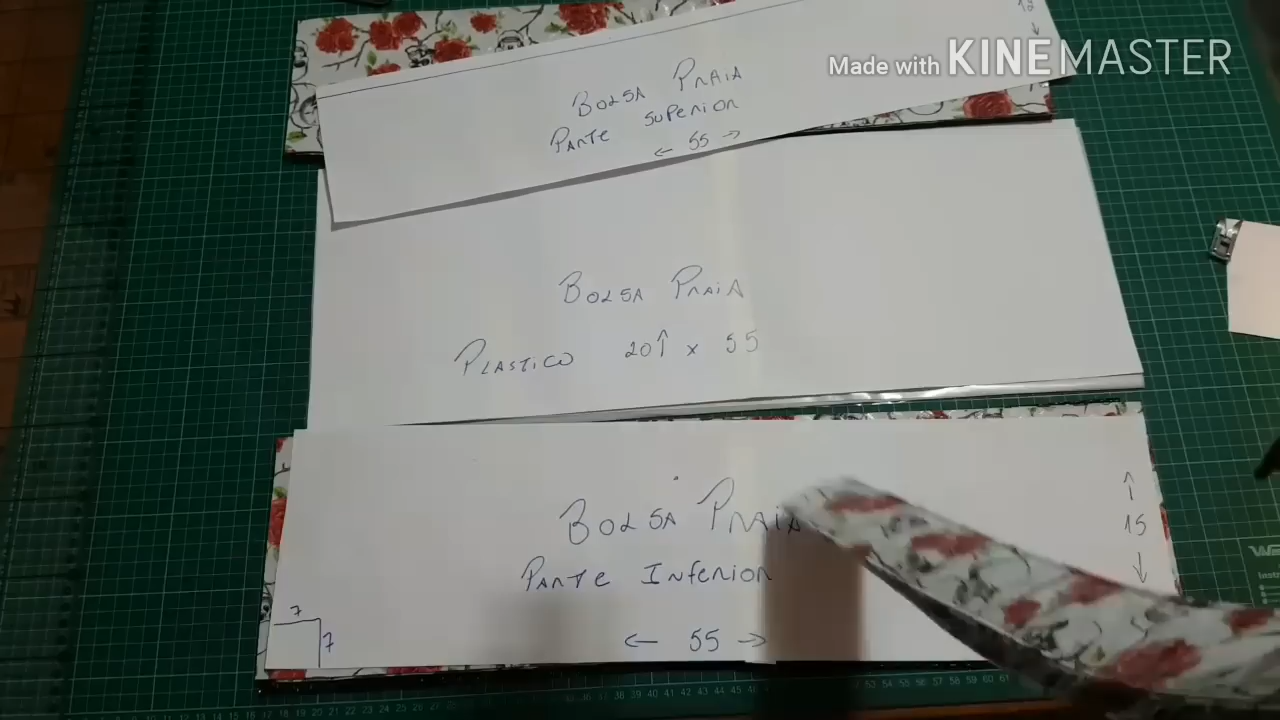 Made with KINEMASTER
BOLSA PRAIA
PARTE SUPERIOR
← 55 →
BOLSA PRAIA
PLASTICO 20↑ x 55
BOLSA PRAIA
PARTE INFERIOR
↑
15
↓
7
7
← 55 →